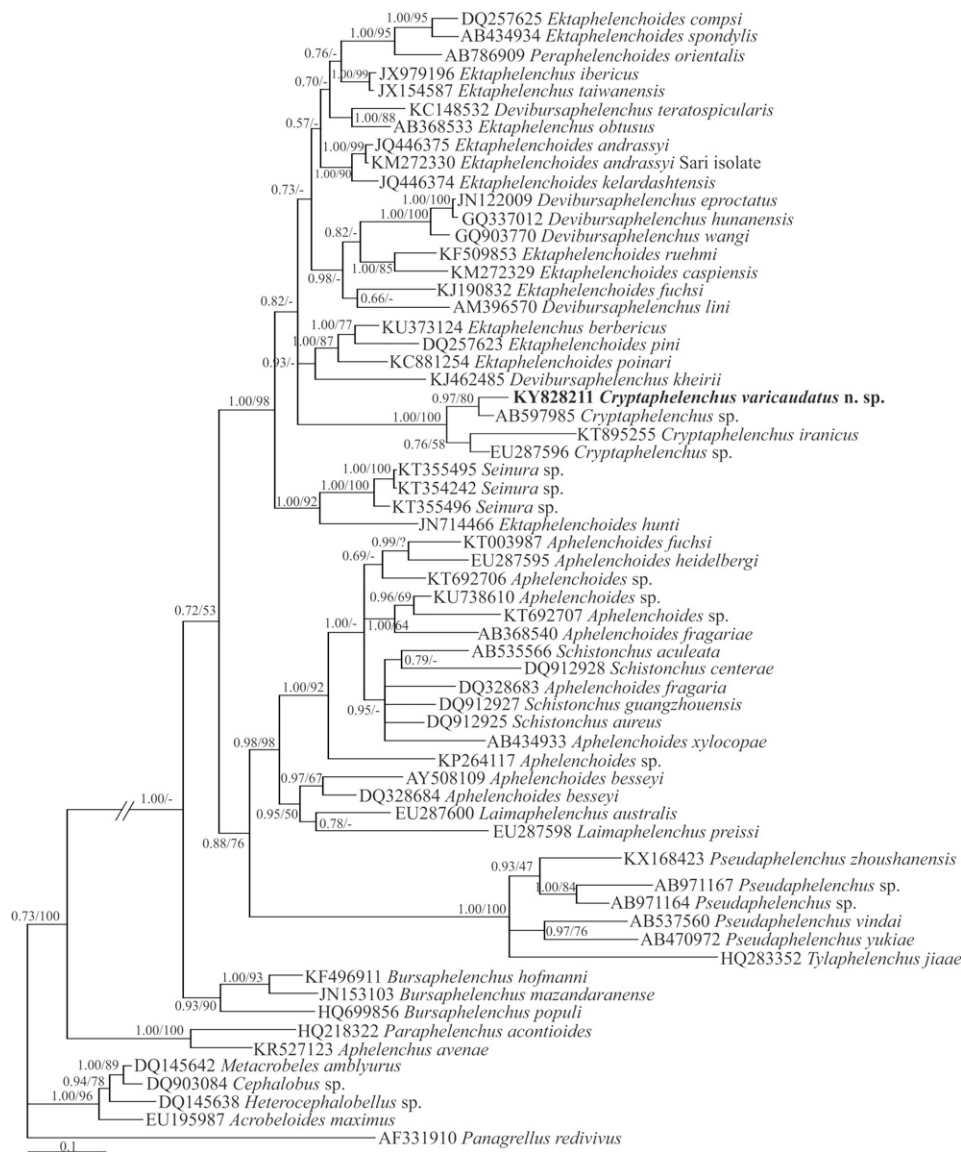 1.00/95 DQ257625 Ektaphelenchoides compsi
1.00/95 AB434934 Ektaphelenchoides spondylis
0.76/- AB786909 Peraphelenchoides orientalis
1.00/99 JX979196 Ektaphelenchus ibericus
0.70/- JX154587 Ektaphelenchus taiwanensis
KC148532 Devibursaphelenchus teratospicularis
1.00/88 AB368533 Ektaphelenchus obtusus
0.57/-
1.00/99 JQ446375 Ektaphelenchoides andrassyi
KM272330 Ektaphelenchoides andrassyi Sari isolate
1.00/90 JQ446374 Ektaphelenchoides kelardashtensis
0.73/-
1.00/100 JN122009 Devibursaphelenchus eproctatus
1.00/100 GQ337012 Devibursaphelenchus hunanensis
0.82/- GQ903770 Devibursaphelenchus wangi
KF509853 Ektaphelenchoides ruehmi
1.00/85 KM272329 Ektaphelenchoides caspiensis
0.98/- KJ190832 Ektaphelenchus fuchsi
0.66/- AM396570 Devibursaphelenchus lini
0.82/-
1.00/77 KU373124 Ektaphelenchus berbericus
1.00/87 DQ257623 Ektaphelenchoides pini
0.93/- KC881254 Ektaphelenchoides poinari
KJ462485 Devibursaphelenchus kheirii
0.97/80 KY828211 Cryptaphelenchus varicaudatus n. sp.
1.00/98 1.00/100 AB597985 Cryptaphelenchus sp.
KT895255 Cryptaphelenchus iranicus
0.76/58 EU287596 Cryptaphelenchus sp.
1.00/100 KT355495 Seinura sp.
1.00/100 KT354242 Seinura sp.
1.00/92 KT355496 Seinura sp.
JN714466 Ektaphelenchoides hunti
0.99/? KT003987 Aphelenchoides fuchsi
0.69/- EU287595 Aphelenchoides heidelbergi
KT692706 Aphelenchoides sp.
0.96/69 KU738610 Aphelenchoides sp.
0.72/53 KT692707 Aphelenchoides sp.
1.00/- 1.00/64 AB368540 Aphelenchoides fragariae
AB535566 Schistonchus aculeata
0.79/- DQ912928 Schistonchus centerae
1.00/92 DQ328683 Aphelenchoides fragaria
DQ912927 Schistonchus guangzhouensis
0.95/- DQ912925 Schistonchus aureus
AB434933 Aphelenchoides xylocopae
0.98/98 KP264117 Aphelenchoides sp.
0.97/67 AY508109 Aphelenchoides besseyi
DQ328684 Aphelenchoides besseyi
1.00/- 0.95/50 EU287600 Laimaphelenchus australis
0.78/- EU287598 Laimaphelenchus preissi
0.88/76
0.93/47 KX168423 Pseudaphelenchus zhoushanensis
1.00/84 AB971167 Pseudaphelenchus sp.
AB971164 Pseudaphelenchus sp.
1.00/100 AB537560 Pseudaphelenchus vindai
0.97/76 AB470972 Pseudaphelenchus yukiae
0.73/100 HQ283352 Tylaphelenchus jiaae
1.00/93 KF496911 Bursaphelenchus hofmanni
JN153103 Bursaphelenchus mazandaranense
0.93/90 HQ699856 Bursaphelenchus populi
1.00/100 HQ218322 Paraphelenchus acontioides
KR527123 Aphelenchus avenae
1.00/89 DQ145642 Metacrobeles amblyurus
0.94/78 DQ903084 Cephalobus sp.
1.00/96 DQ145638 Heterocephalobellus sp.
EU195987 Acrobeloides maximus
AF331910 Panagrellus redivivus
0.1